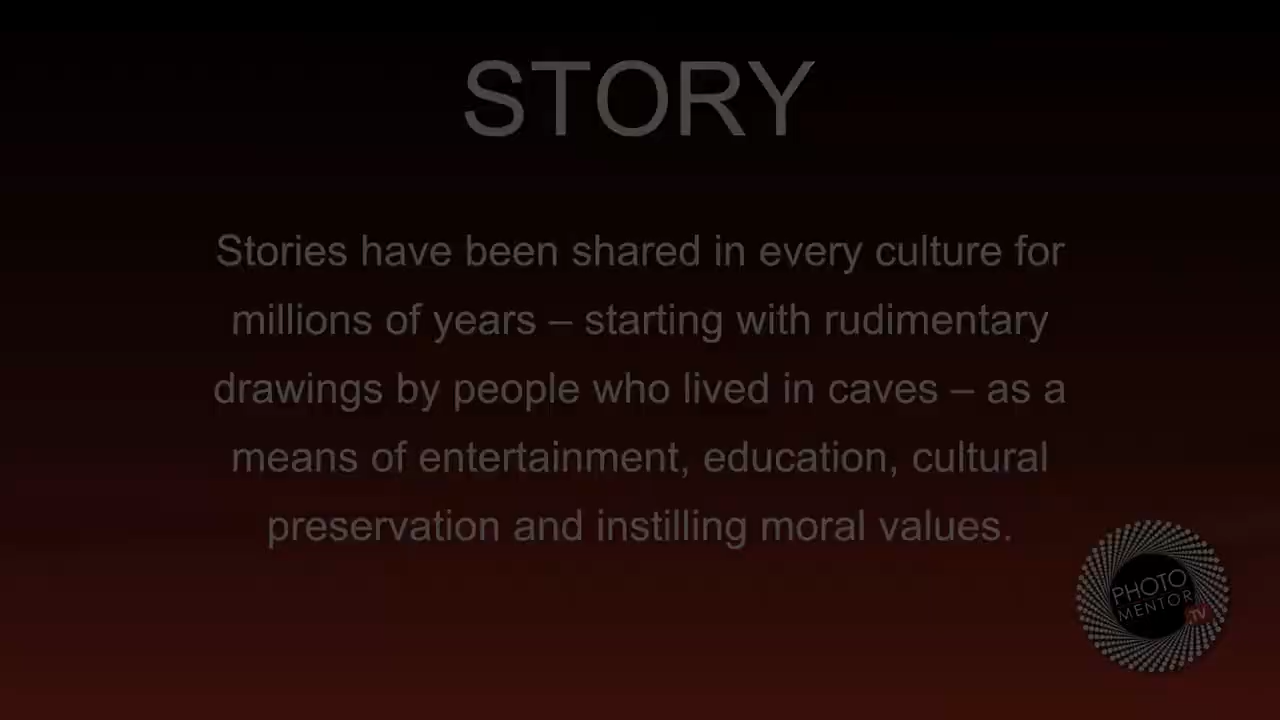 STORY
Stories have been shared in every culture for
millions of years – starting with rudimentary
drawings by people who lived in caves – as a
means of entertainment, education, cultural
preservation and instilling moral values.
PHOTO
MENTOR
.TV